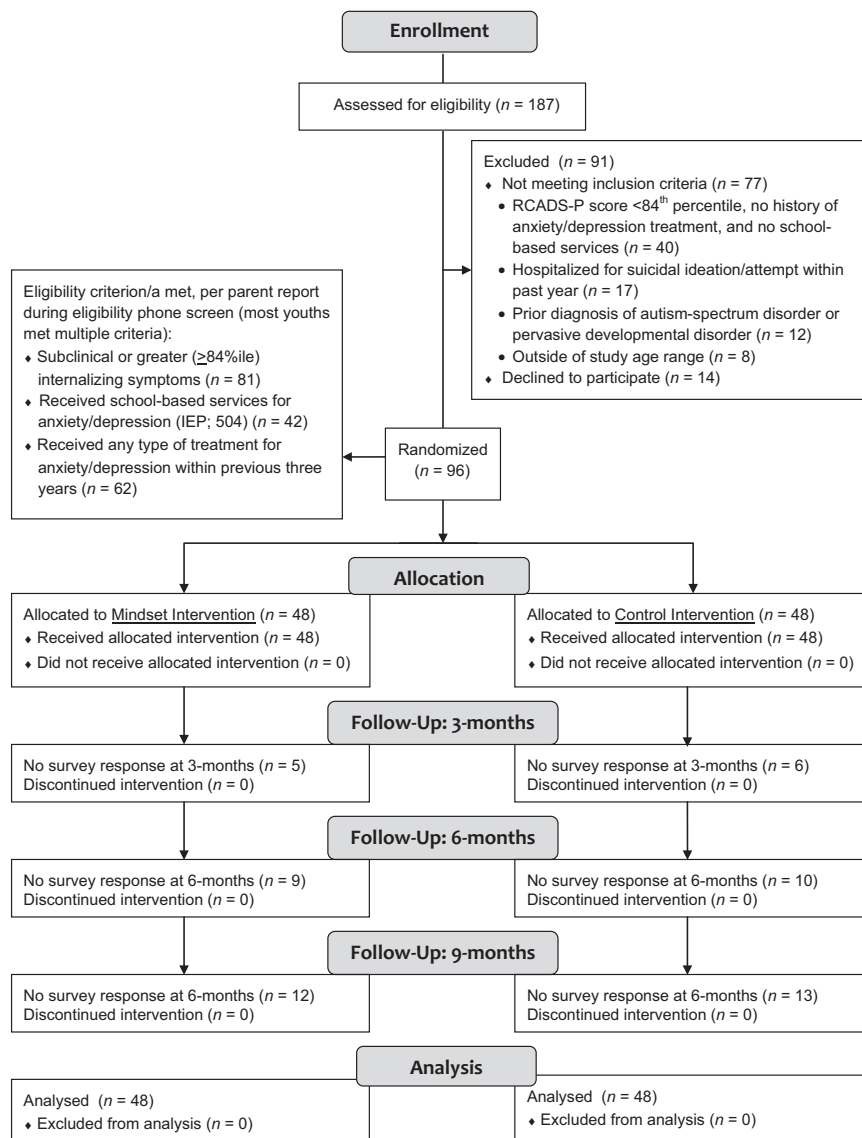 Enrollment
Assessed for eligibility (n = 187)
Excluded (n = 91)
♦ Not meeting inclusion criteria (n = 77)
• RCADS-P score <84th percentile, no history of
anxiety/depression treatment, and no school-
based services (n = 40)
• Hospitalized for suicidal ideation/attempt within
past year (n = 17)
• Prior diagnosis of autism-spectrum disorder or
pervasive developmental disorder (n = 12)
• Outside of study age range (n = 8)
♦ Declined to participate (n = 14)
Eligibility criterion/a met, per parent report
during eligibility phone screen (most youths
met multiple criteria):
♦ Subclinical or greater (≥84%ile)
internalizing symptoms (n = 81)
♦ Received school-based services for
anxiety/depression (IEP; 504) (n = 42)
♦ Received any type of treatment for
anxiety/depression within previous three
years (n = 62)
Randomized
(n = 96)
Allocation
Allocated to Mindset Intervention (n = 48)
♦ Received allocated intervention (n = 48)
♦ Did not receive allocated intervention (n = 0)
Allocated to Control Intervention (n = 48)
♦ Received allocated intervention (n = 48)
♦ Did not receive allocated intervention (n = 0)
Follow-Up: 3-months
No survey response at 3-months (n = 5)
Discontinued intervention (n = 0)
No survey response at 3-months (n = 6)
Discontinued intervention (n = 0)
Follow-Up: 6-months
No survey response at 6-months (n = 9)
Discontinued intervention (n = 0)
No survey response at 6-months (n = 10)
Discontinued intervention (n = 0)
Follow-Up: 9-months
No survey response at 6-months (n = 12)
Discontinued intervention (n = 0)
No survey response at 6-months (n = 13)
Discontinued intervention (n = 0)
Analysis
Analysed (n = 48)
♦ Excluded from analysis (n = 0)
Analysed (n = 48)
♦ Excluded from analysis (n = 0)